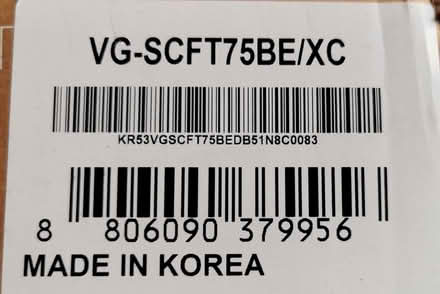 VG-SCFT75BE/XC
KR53VGSCFT75BEDB51N8C0083
8 806090 379956
MADE IN KOREA